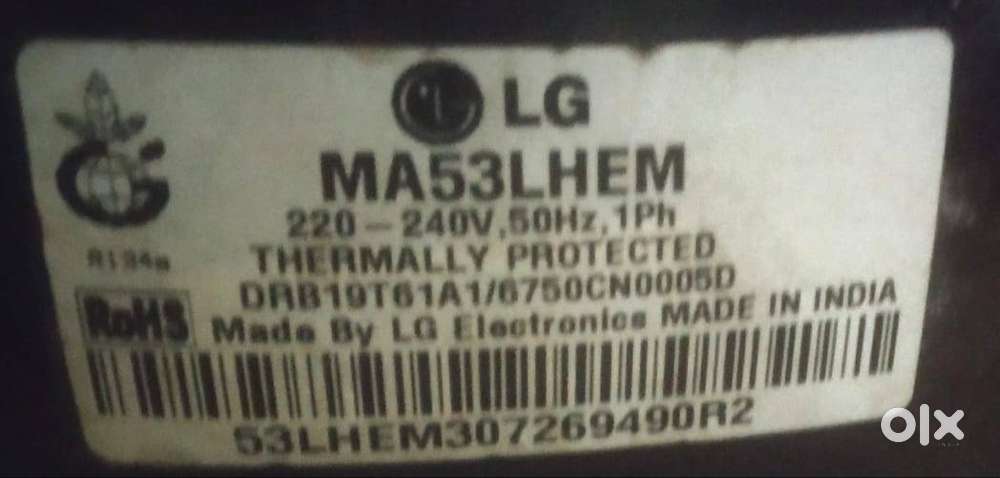 LG
MA53LHEM
220-240V,50Hz,1Ph
R134a
THERMALLY PROTECTED
DRB19T61A1/6750CN0005D
RoHS
Made By LG Electronics MADE IN INDIA
53LHEM307269490R2
olx
INDIA